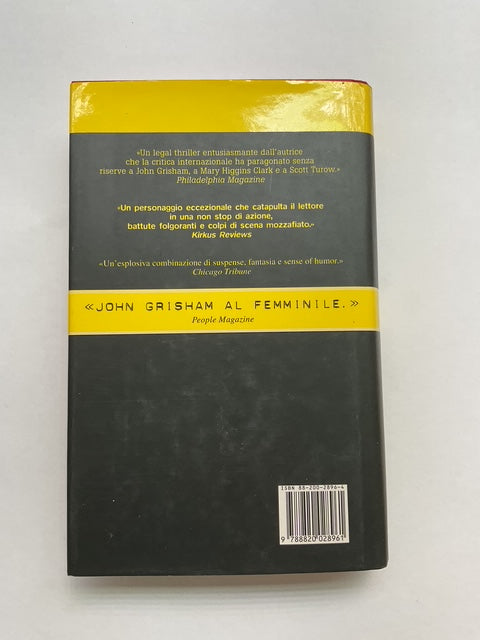 «Un legal thriller entusiasmante dall'autrice
che la critica internazionale ha paragonato senza
riserve a John Grisham, a Mary Higgins Clark e a Scott Turow.»
Philadelphia Magazine
«Un personaggio eccezionale che catapulta il lettore
in una non stop di azione,
battute folgoranti e colpi di scena mozzafiato.»
Kirkus Reviews
«Un'esplosiva combinazione di suspense, fantasia e sense of humor.»
Chicago Tribune
«JOHN GRISHAM AL FEMMINILE.»
People Magazine
ISBN 88-200-2896-4
9 788820 028961